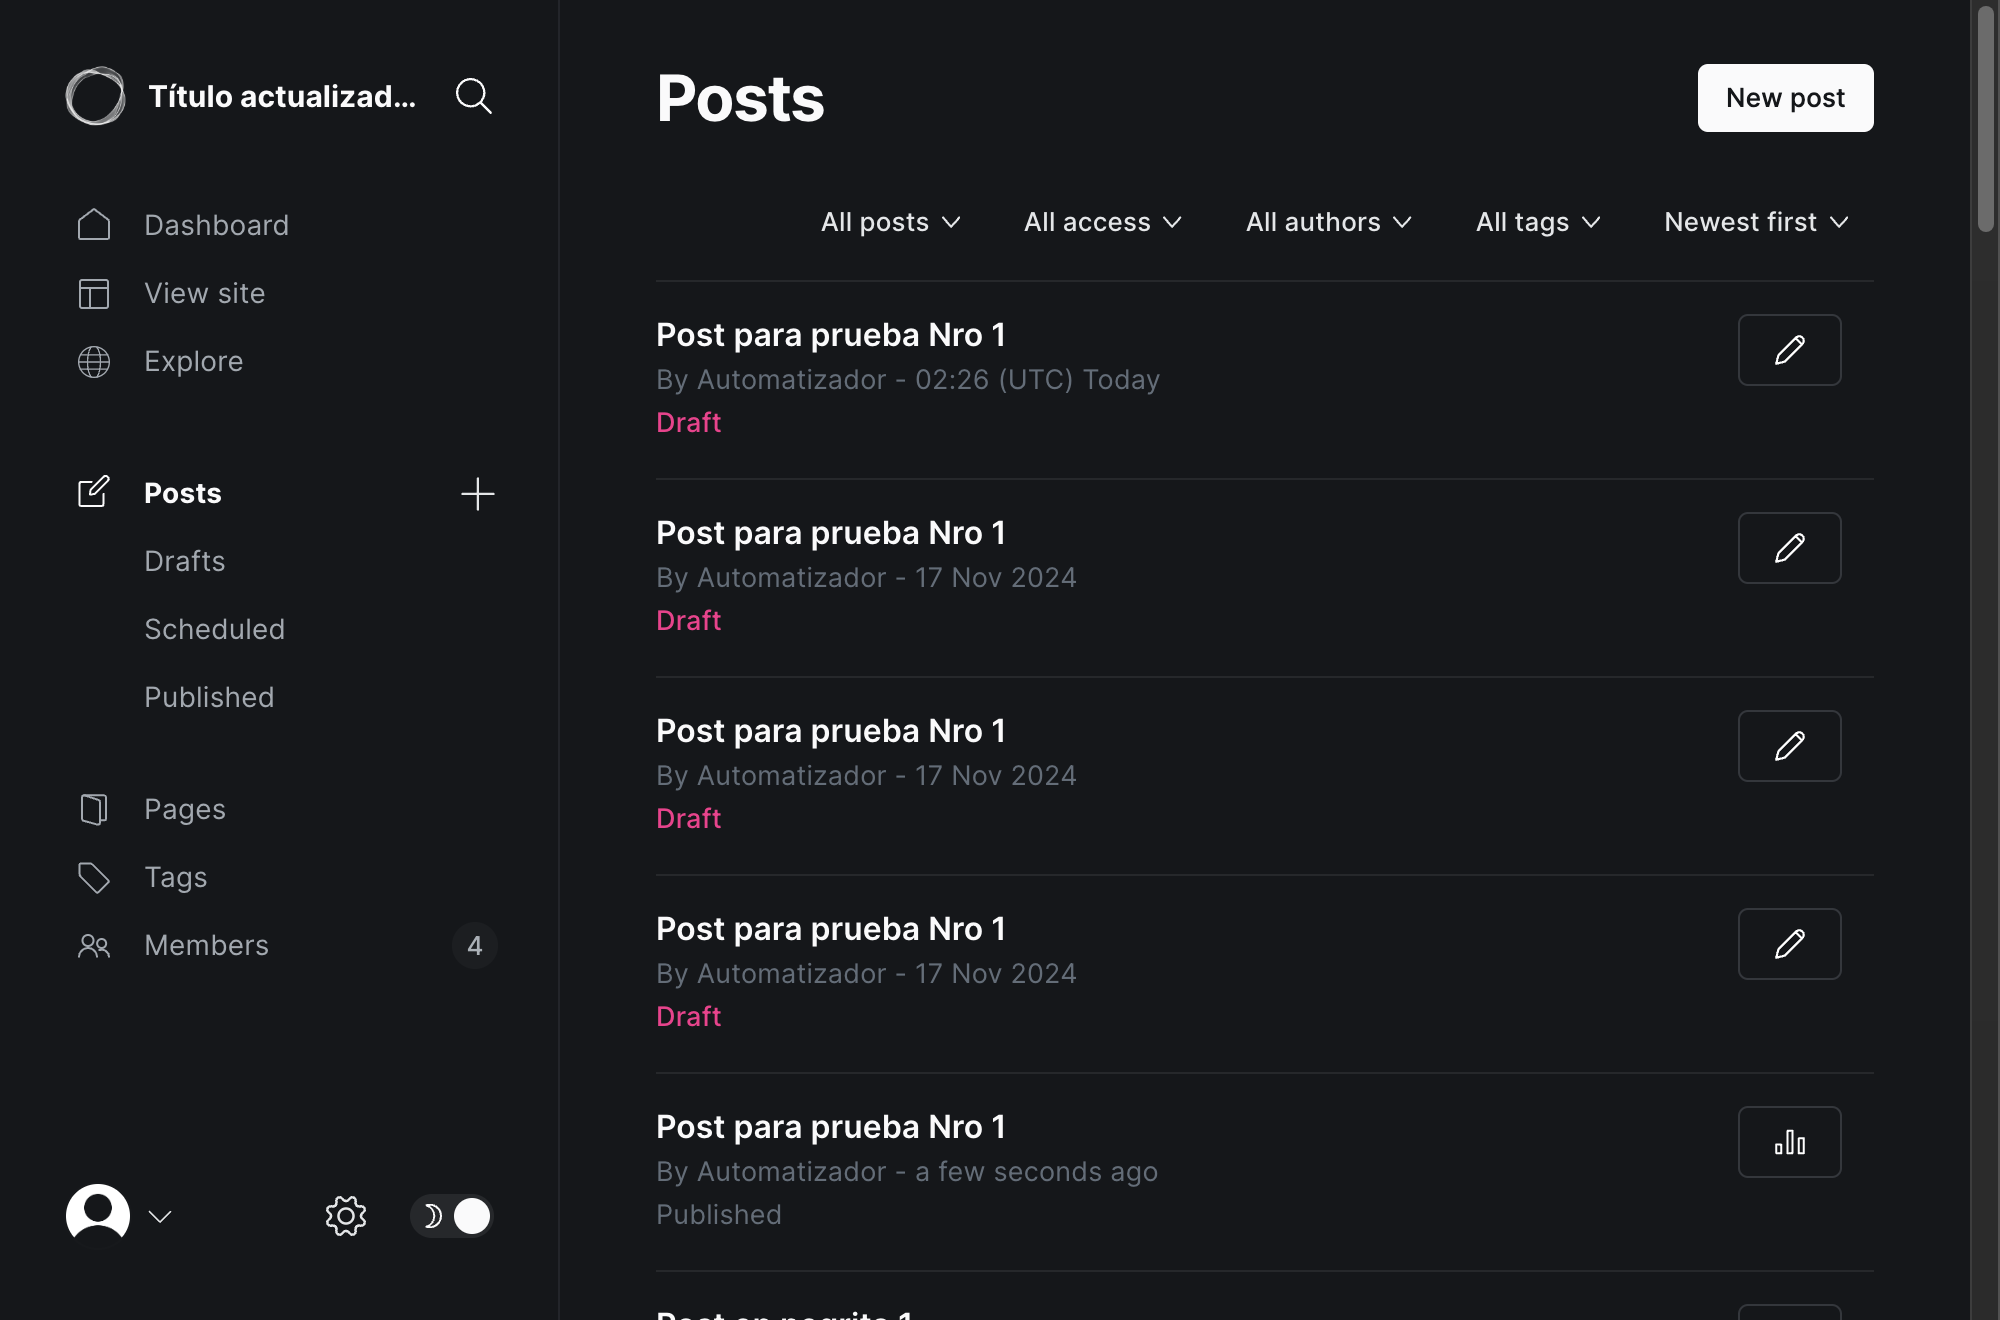 Título actualizad...
Dashboard
View site
Explore
Posts
Drafts
Scheduled
Published
Pages
Tags
Members
4
Posts
New post
All posts
All access
All authors
All tags
Newest first
Post para prueba Nro 1
By Automatizador - 02:26 (UTC) Today
Draft
Post para prueba Nro 1
By Automatizador - 17 Nov 2024
Draft
Post para prueba Nro 1
By Automatizador - 17 Nov 2024
Draft
Post para prueba Nro 1
By Automatizador - 17 Nov 2024
Draft
Post para prueba Nro 1
By Automatizador - a few seconds ago
Published
Post en negrita 1